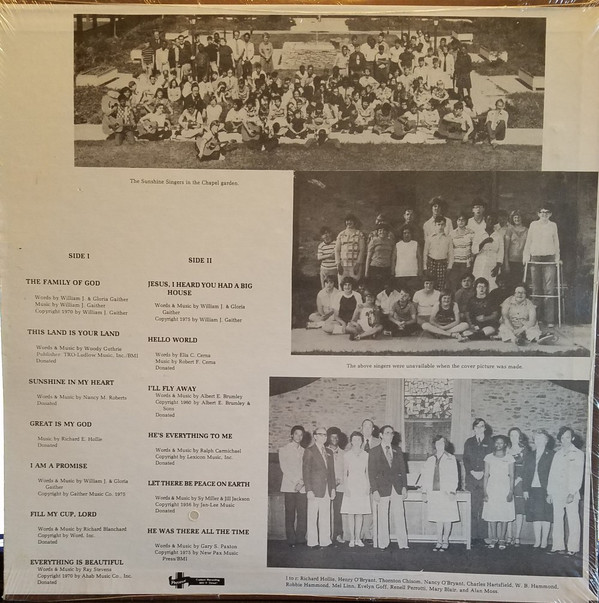 The Sunshine Singers in the Chapel garden.
The above singers were unavailable when the cover picture was made.
SIDE I
THE FAMILY OF GOD
Words by William J. & Gloria Gaither
Music by William J. Gaither
Copyright 1970 by William J. Gaither
THIS LAND IS YOUR LAND
Words & Music by Woody Guthrie
Publisher: TRO-Ludlow Music, Inc./BMI
Donated
SUNSHINE IN MY HEART
Words & Music by Nancy M. Roberts
Donated
GREAT IS MY GOD
Music by Richard E. Hollie
Donated
I AM A PROMISE
Words & Music by William J. & Gloria
Gaither
Copyright by Gaither Music Co. 1975
FILL MY CUP, LORD
Words & Music by Richard Blanchard
Copyright by Word, Inc.
Donated
EVERYTHING IS BEAUTIFUL
Words & Music by Ray Stevens
Copyright 1970 by Ahab Music Co., Inc.
Donated
SIDE II
JESUS, I HEARD YOU HAD A BIG
HOUSE
Words & Music by William J. & Gloria
Gaither
Copyright 1975 by William J. Gaither
HELLO WORLD
Words by Ella C. Cerna
Music by Robert F. Cerna
Donated
I'LL FLY AWAY
Words & Music by Albert E. Brumley
Copyright 1960 by Albert E. Brumley &
Sons
Donated
HE'S EVERYTHING TO ME
Words & Music by Ralph Carmichael
Copyright by Lexicon Music, Inc.
Donated
LET THERE BE PEACE ON EARTH
Words & Music by Sy Miller & Jill Jackson
Copyright 1956 by Jan-Lee Music
Donated
HE WAS THERE ALL THE TIME
Words & Music by Gary S. Paxton
Copyright 1975 by New Pax Music
Press/BMI
l to r: Richard Hollie, Henry O'Bryant, Thornton Chisom, Nancy O'Bryant, Charles Hartsfield, W. B. Hammond,
Robbie Hammond, Mel Linn, Evelyn Goff, Renell Parnott, Mary Blair, and Alan Moss.